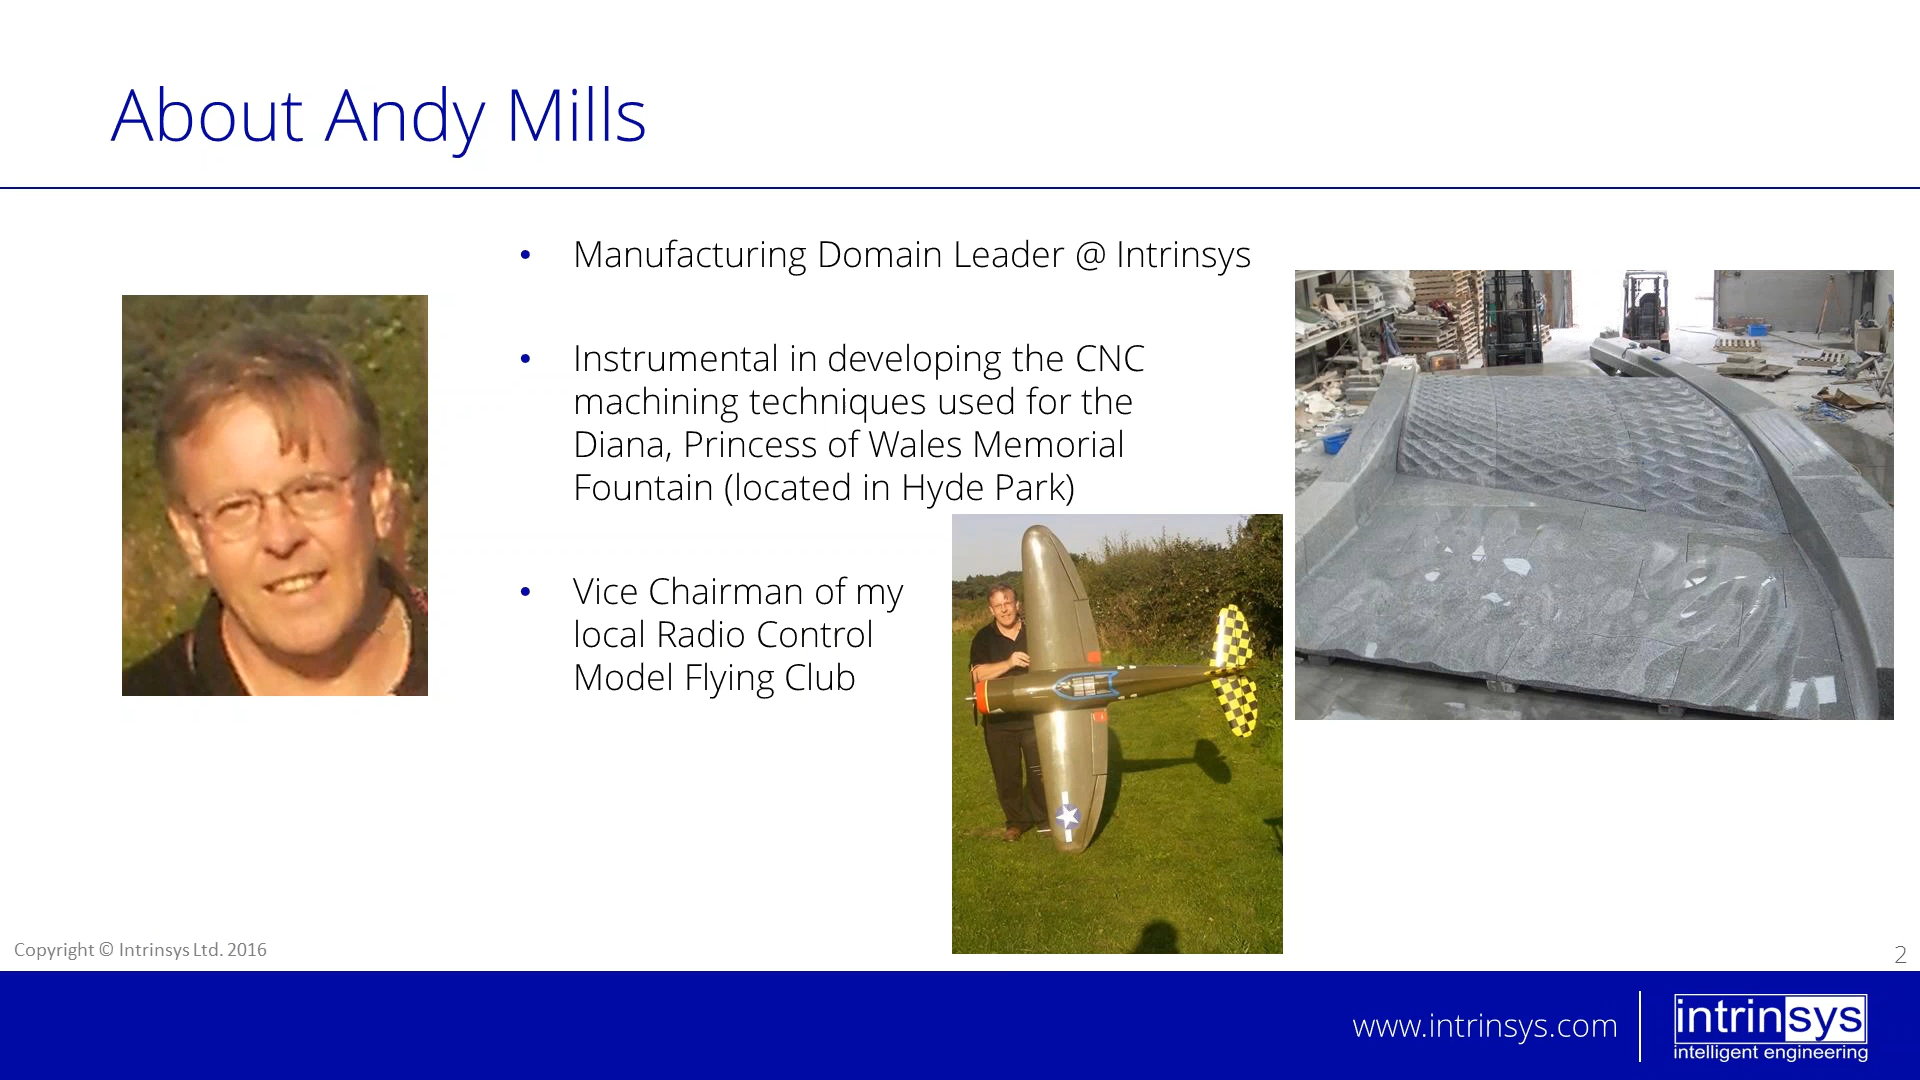 About Andy Mills
• Manufacturing Domain Leader @ Intrinsys
• Instrumental in developing the CNC
machining techniques used for the
Diana, Princess of Wales Memorial
Fountain (located in Hyde Park)
• Vice Chairman of my
local Radio Control
Model Flying Club
Copyright © Intrinsys Ltd. 2016
2
www.intrinsys.com
intrinsys
intelligent engineering